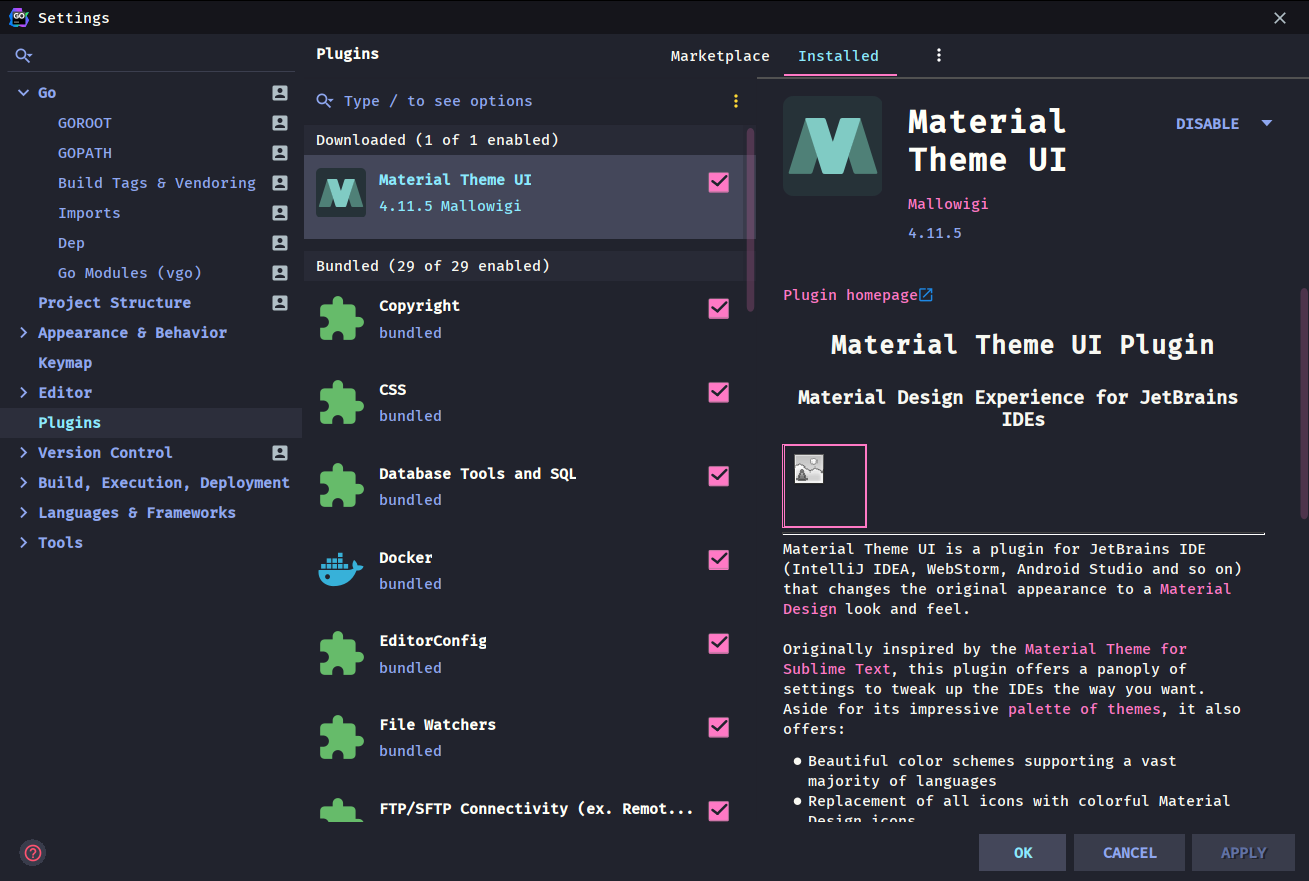 GO
Settings
Go
GOROOT
GOPATH
Build Tags & Vendoring
Imports
Dep
Go Modules (vgo)
Project Structure
Appearance & Behavior
Keymap
Editor
Plugins
Version Control
Build, Execution, Deployment
Languages & Frameworks
Tools
?
Plugins
Marketplace
Installed
Type / to see options
Downloaded (1 of 1 enabled)
Material Theme UI
4.11.5 Mallowigi
Bundled (29 of 29 enabled)
Copyright
bundled
CSS
bundled
Database Tools and SQL
bundled
Docker
bundled
EditorConfig
bundled
File Watchers
bundled
FTP/SFTP Connectivity (ex. Remot...
Material
Theme UI
DISABLE
Mallowigi
4.11.5
Plugin homepage
Material Theme UI Plugin
Material Design Experience for JetBrains
IDEs
Material Theme UI is a plugin for JetBrains IDE
(IntelliJ IDEA, WebStorm, Android Studio and so on)
that changes the original appearance to a Material
Design look and feel.
Originally inspired by the Material Theme for
Sublime Text, this plugin offers a panoply of
settings to tweak up the IDEs the way you want.
Aside for its impressive palette of themes, it also
offers:
● Beautiful color schemes supporting a vast
majority of languages
● Replacement of all icons with colorful Material
Design icons
OK
CANCEL
APPLY